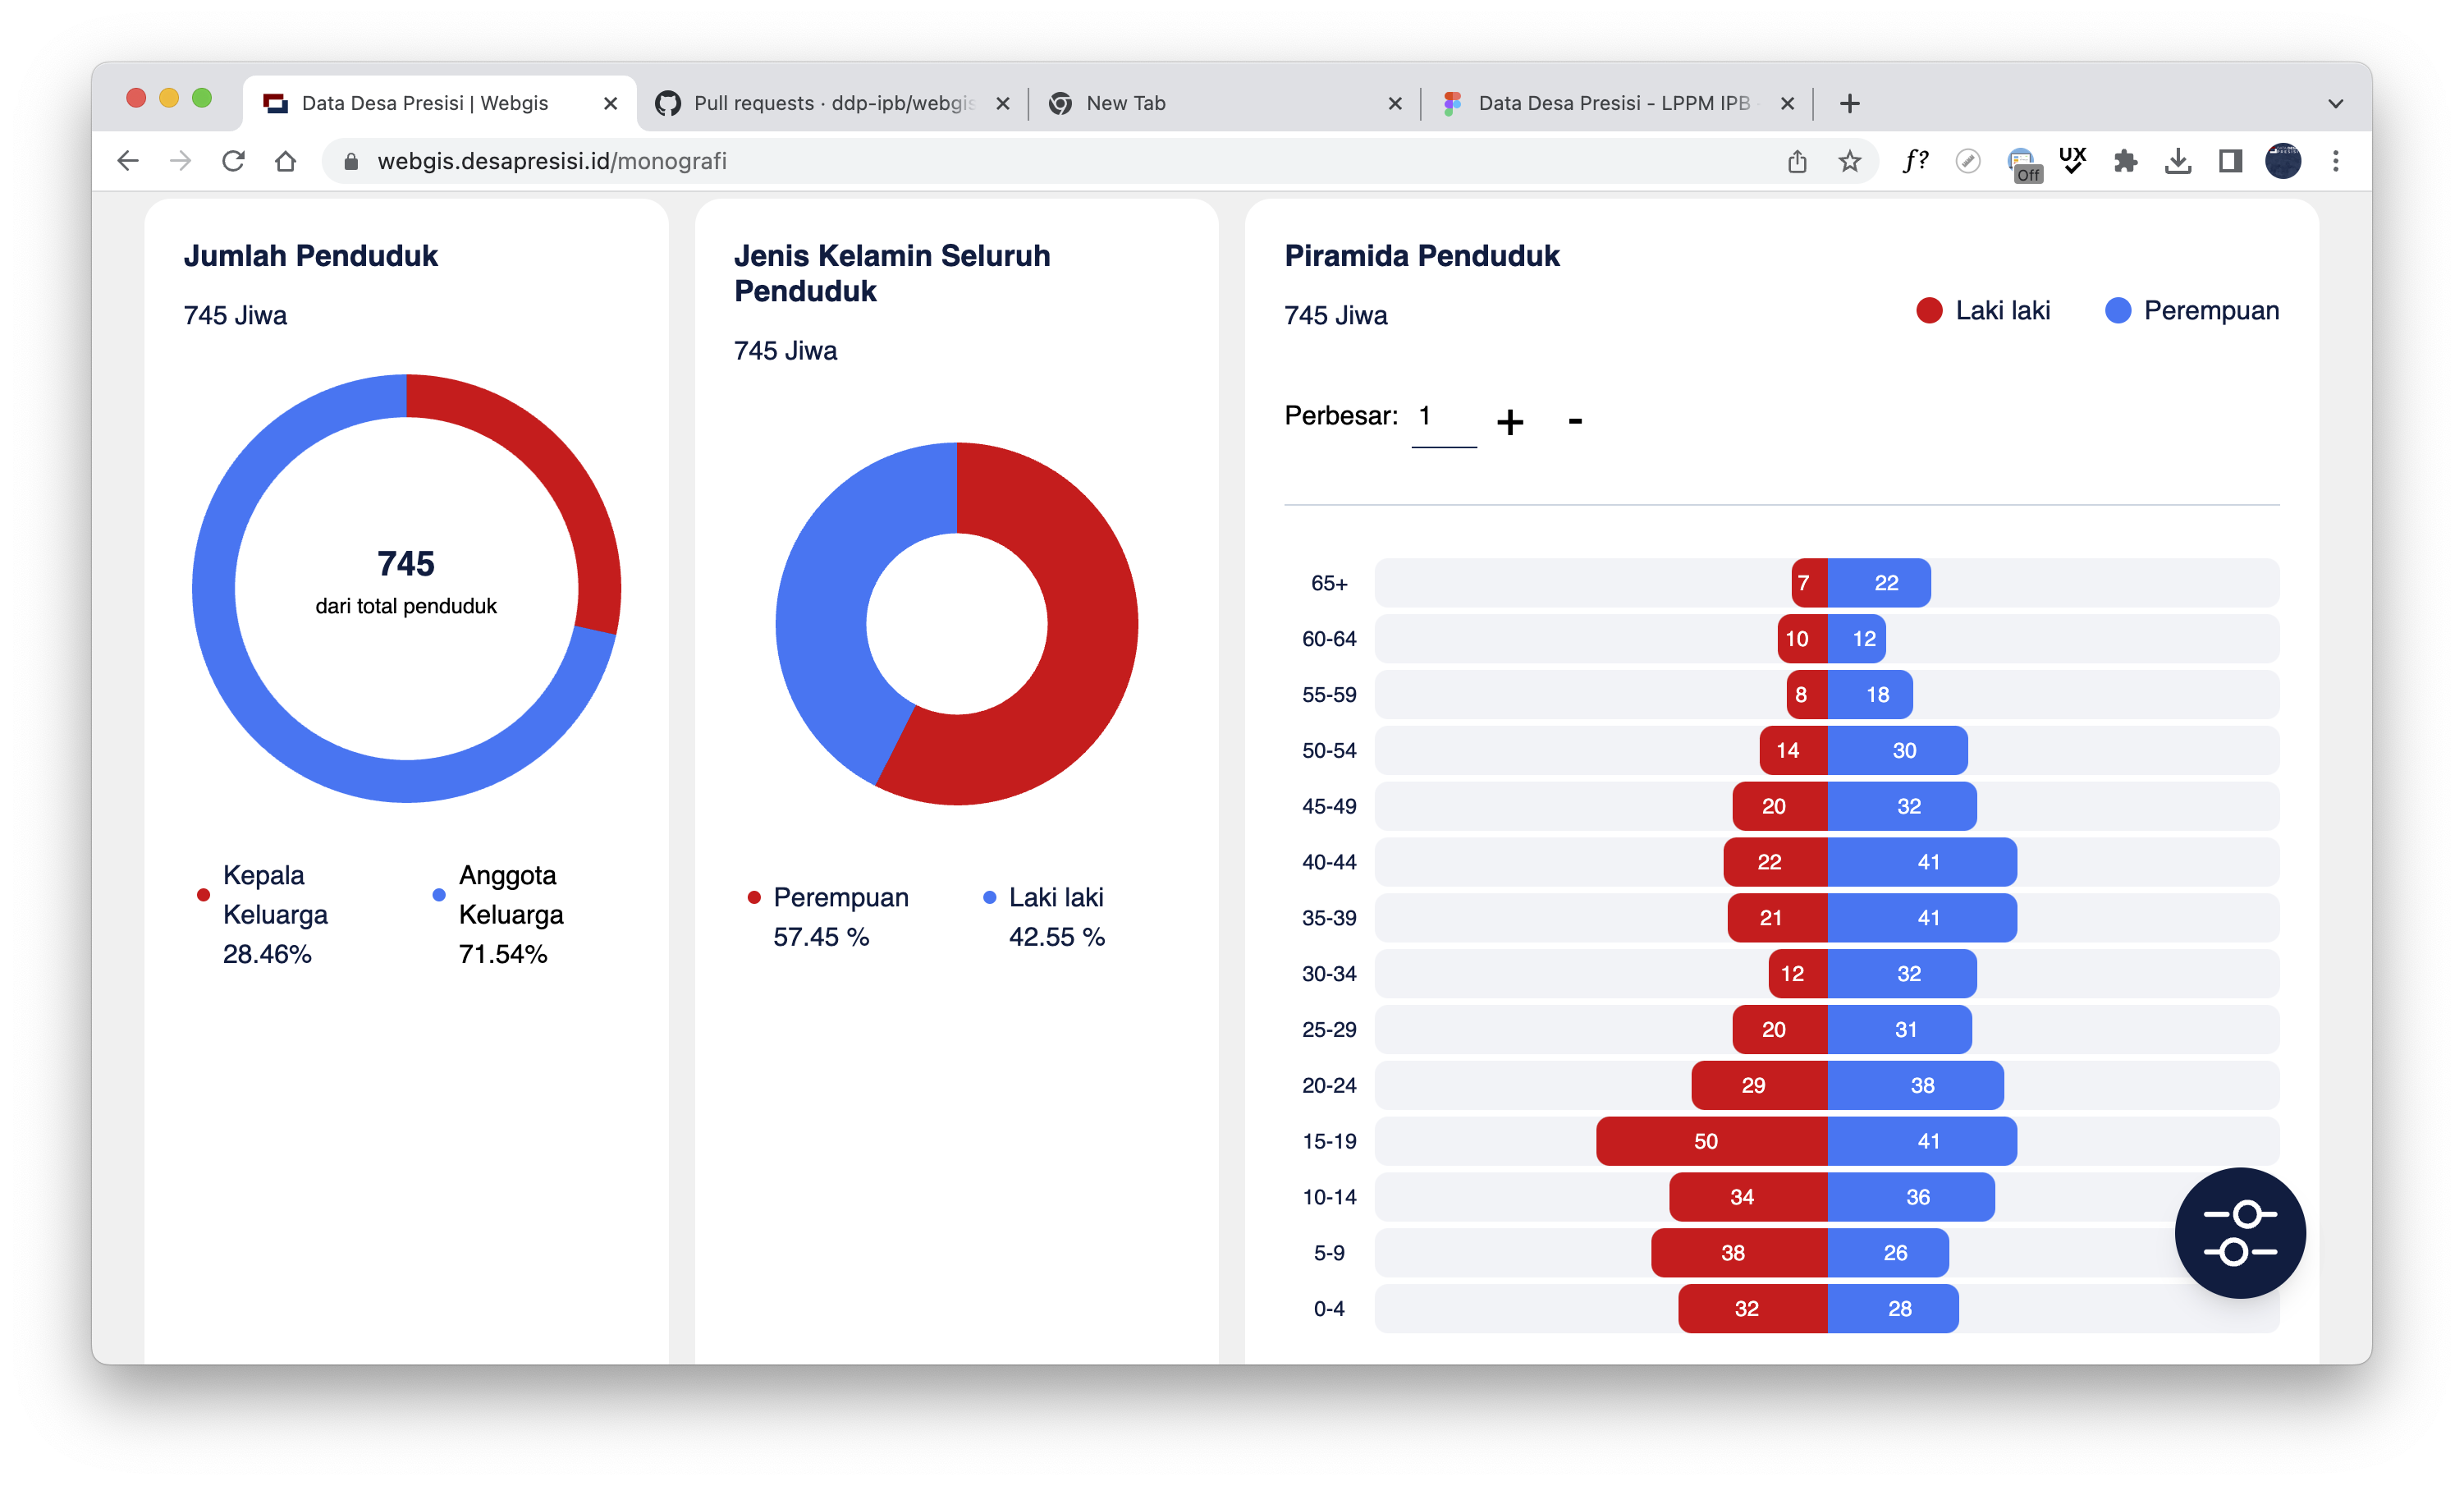 Data Desa Presisi | Webgis
Pull requests · ddp-ipb/webgis
New Tab
Data Desa Presisi - LPPM IPB
webgis.desapresisi.id/monografi
f?
Off
UX
Jumlah Penduduk
745 Jiwa
745
dari total penduduk
Kepala
Keluarga
28.46%
Anggota
Keluarga
71.54%
Jenis Kelamin Seluruh
Penduduk
745 Jiwa
Perempuan
57.45 %
Laki laki
42.55 %
Piramida Penduduk
745 Jiwa
Laki laki Perempuan
Perbesar: 1 + -
65+ 7 22
60-64 10 12
55-59 8 18
50-54 14 30
45-49 20 32
40-44 22 41
35-39 21 41
30-34 12 32
25-29 20 31
20-24 29 38
15-19 50 41
10-14 34 36
5-9 38 26
0-4 32 28